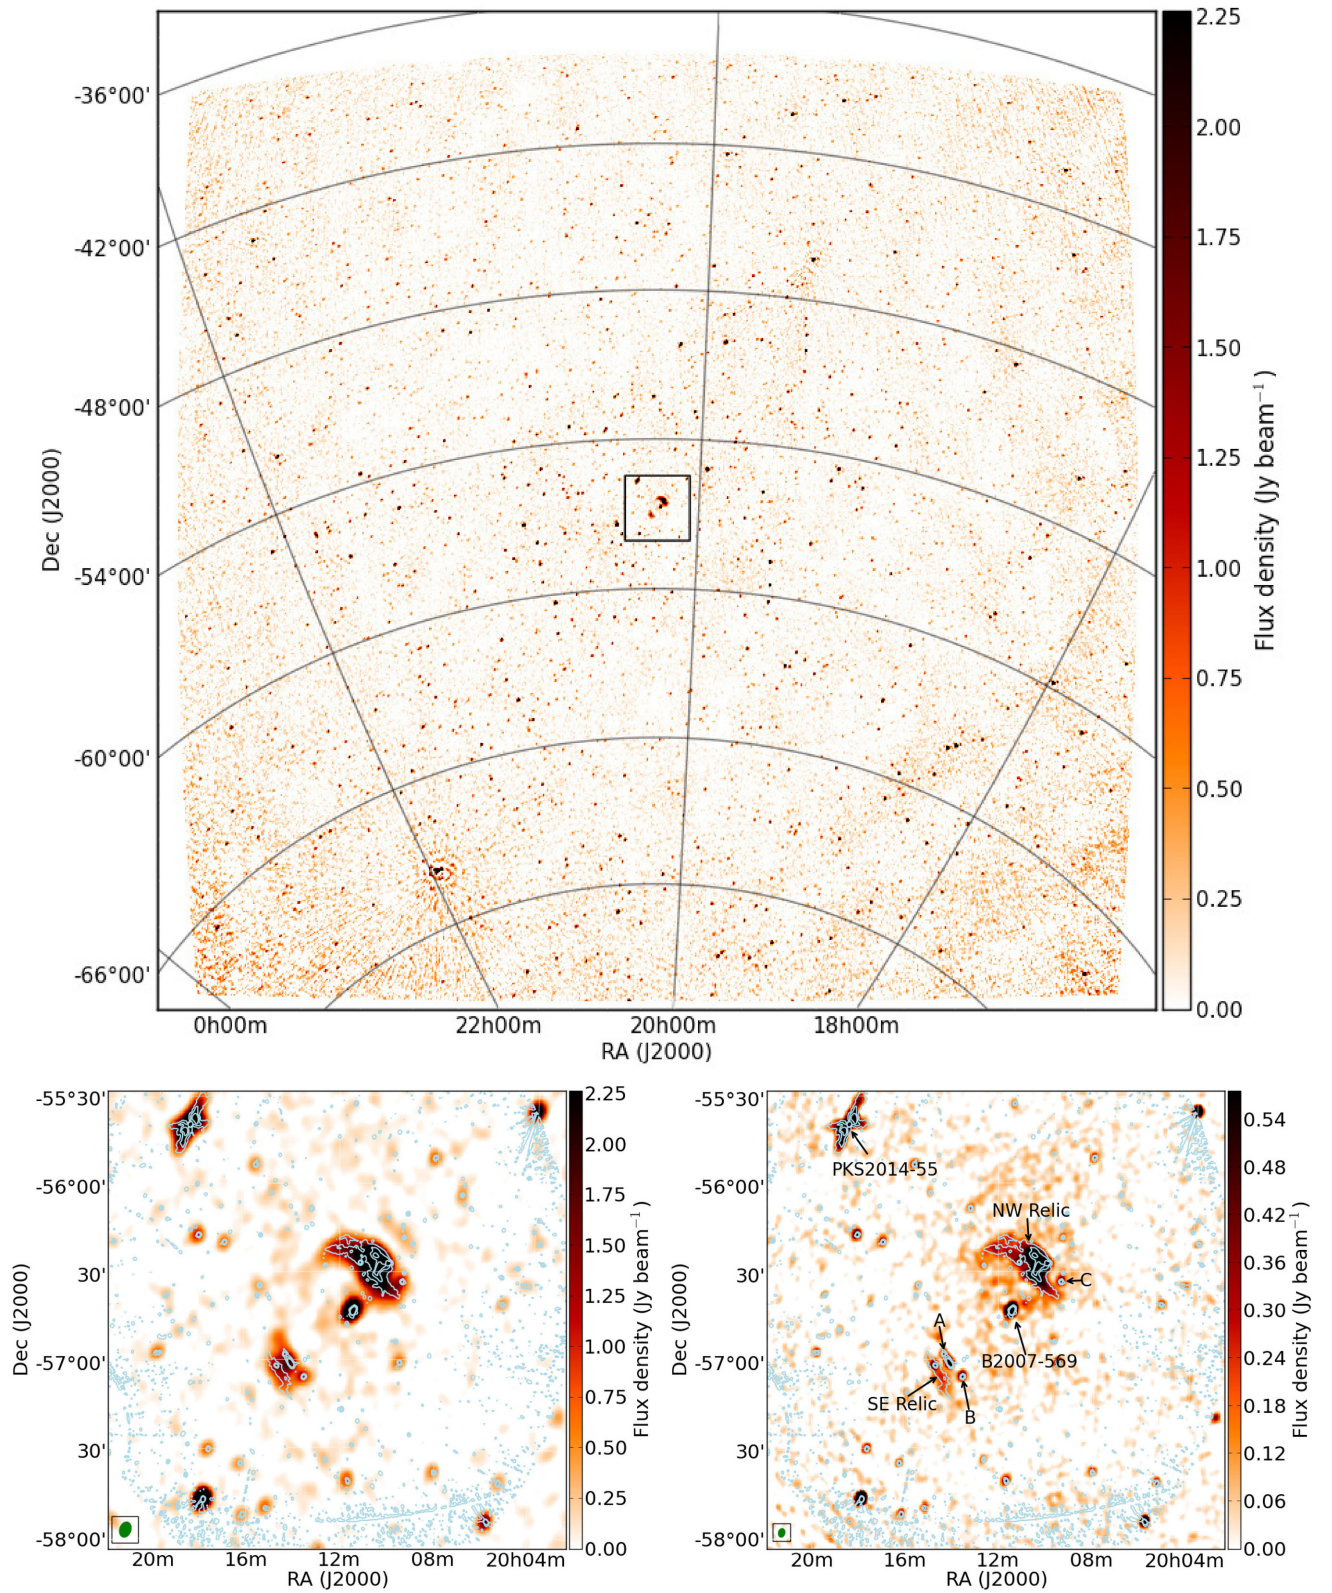 2.25
-36°00'
2.00
1.75
-42°00'
1.50
-48°00'
1.25
-54°00'
1.00
0.75
-60°00'
0.50
0.25
-66°00'
0.00
Dec (J2000)
Flux density (Jy beam⁻¹)
0h00m 22h00m 20h00m 18h00m
RA (J2000)
-55°30'
-56°00'
30'
-57°00'
30'
-58°00'
Dec (J2000)
20m 16m 12m 08m 20h04m
RA (J2000)
2.25
2.00
1.75
1.50
1.25
1.00
0.75
0.50
0.25
0.00
Flux density (Jy beam⁻¹)
-55°30'
-56°00'
30'
-57°00'
30'
-58°00'
Dec (J2000)
PKS2014-55
NW Relic
C
A
B2007-569
SE Relic
B
20m 16m 12m 08m 20h04m
RA (J2000)
0.54
0.48
0.42
0.36
0.30
0.24
0.18
0.12
0.06
0.00
Flux density (Jy beam⁻¹)